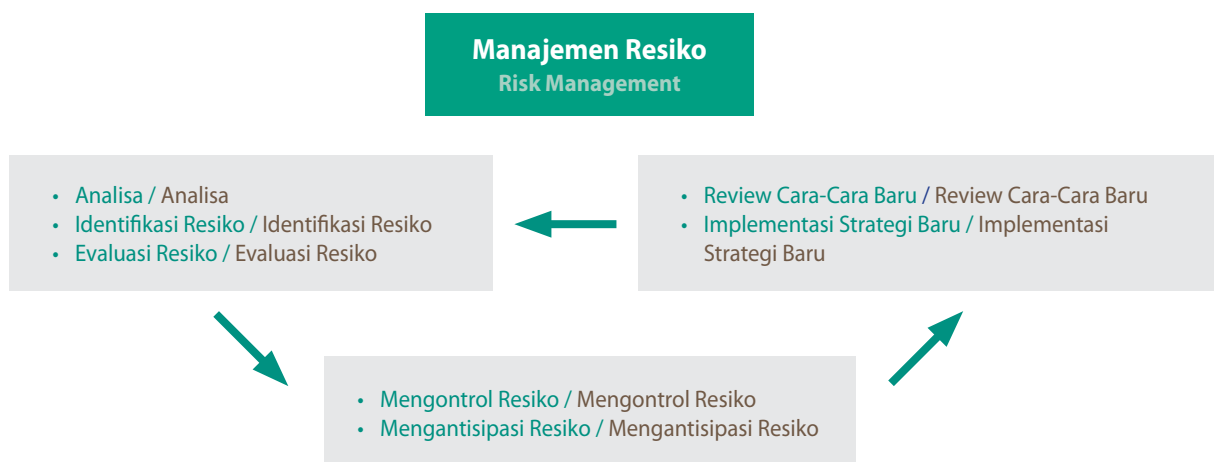 Manajemen Resiko
Risk Management
• Analisa / Analisa
• Identifikasi Resiko / Identifikasi Resiko
• Evaluasi Resiko / Evaluasi Resiko
• Review Cara-Cara Baru / Review Cara-Cara Baru
• Implementasi Strategi Baru / Implementasi
Strategi Baru
• Mengontrol Resiko / Mengontrol Resiko
• Mengantisipasi Resiko / Mengantisipasi Resiko